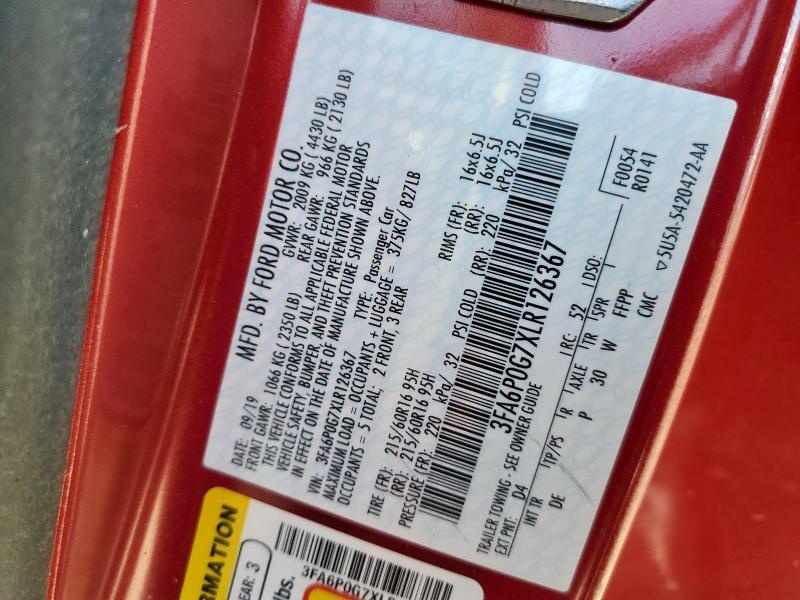 MFD. BY FORD MOTOR CO.
DATE: 09/19 GVWR: 2009 KG ( 4430 LB)
FRONT GAWR: 1066 KG ( 2350 LB) REAR GAWR: 966 KG ( 2130 LB)
THIS VEHICLE CONFORMS TO ALL APPLICABLE FEDERAL MOTOR
VEHICLE SAFETY, BUMPER, AND THEFT PREVENTION STANDARDS
IN EFFECT ON THE DATE OF MANUFACTURE SHOWN ABOVE.
VIN: 3FA6P0G7XLR126367 TYPE: Passenger Car
MAXIMUM LOAD = OCCUPANTS + LUGGAGE = 375KG/ 827LB
OCCUPANTS = 5 TOTAL; 2 FRONT, 3 REAR
TIRE (FR): 215/60R16 95H RIMS (FR): 16x6.5J
(RR): 215/60R16 95H (RR): 16x6.5J
PRESSURE (FR): 220 kPa/ 32 PSI COLD (RR): 220 kPa/ 32 PSI COLD
3FA6P0G7XLR126367
TRAILER TOWING - SEE OWNER GUIDE
EXT PNT: D4 RC: 52 DSO: F0054
R0141
INT TR TP/PS R AXLE TR SPR
DE P 30 W FFPP
CMC ▽5U5A-5420472-AA
RMATION
EAR: 3
lbs.
3FA6P0G7XLR